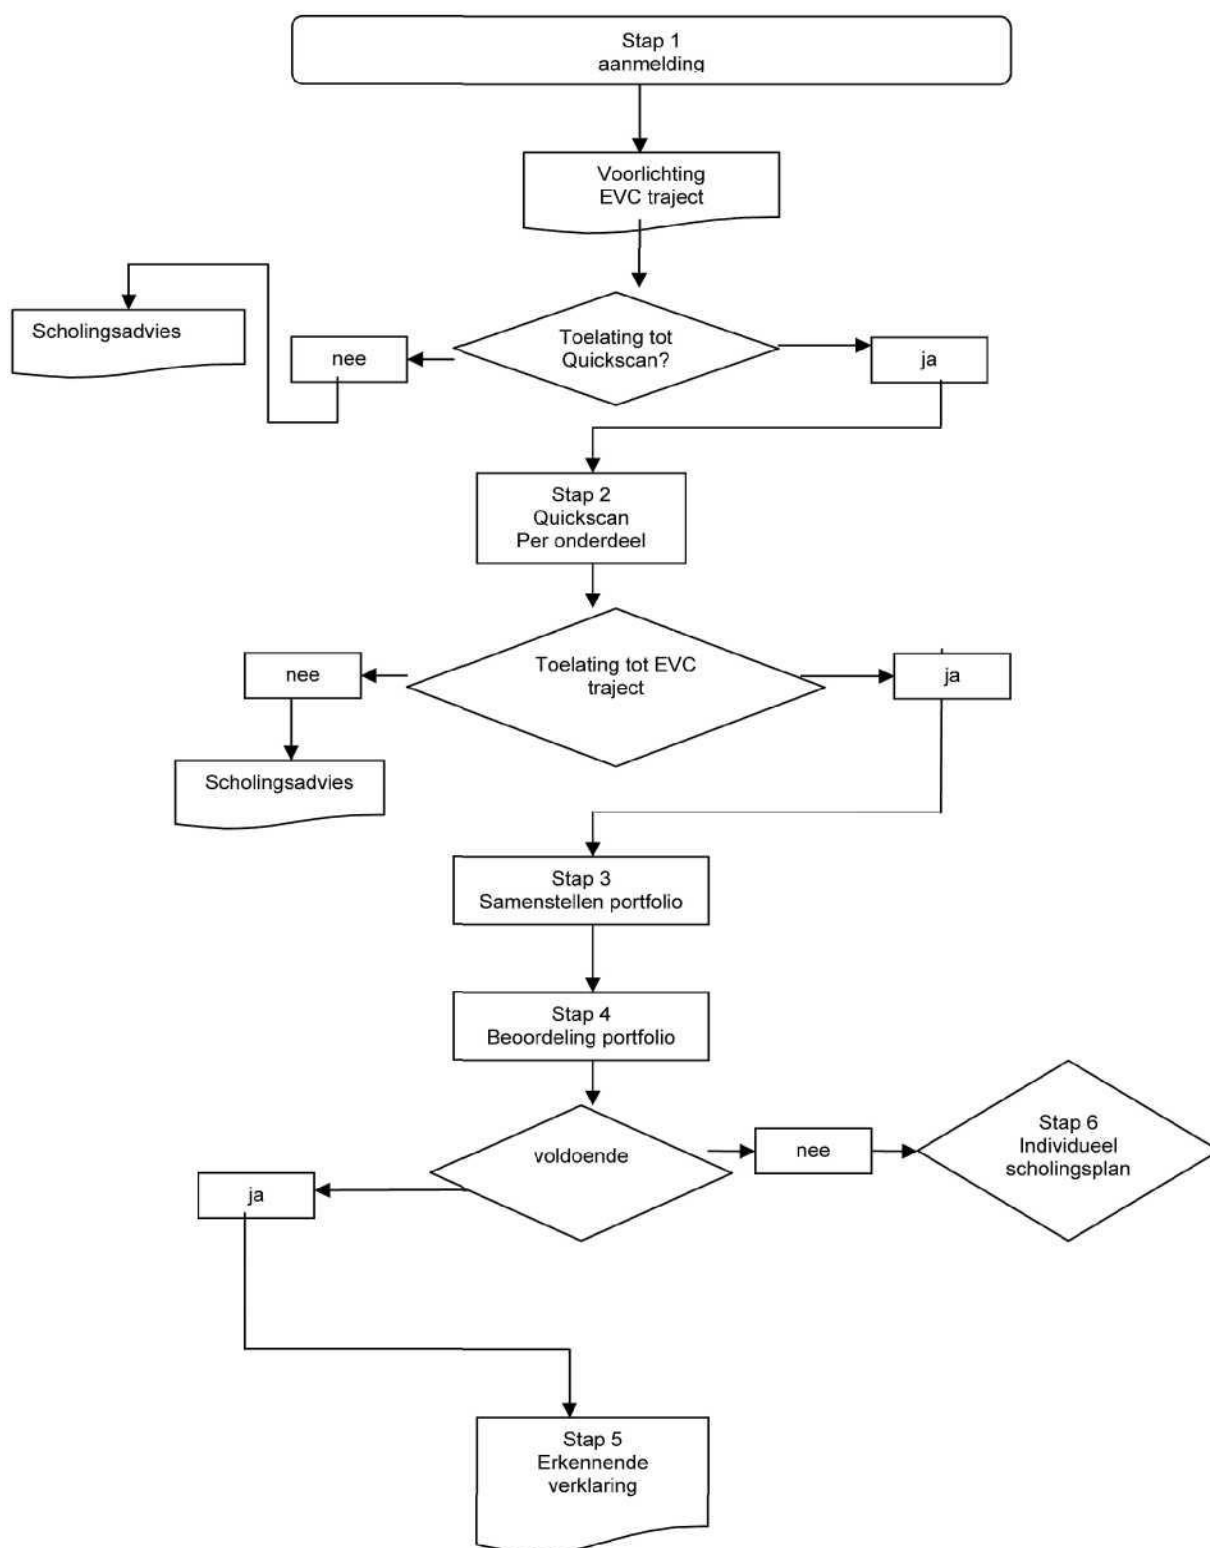 Stap 1
aanmelding
Voorlichting
EVC traject
Toelating tot
Quickscan?
nee
ja
Scholingsadvies
Stap 2
Quickscan
Per onderdeel
Toelating tot EVC
traject
nee
ja
Scholingsadvies
Stap 3
Samenstellen portfolio
Stap 4
Beoordeling portfolio
voldoende
nee
Stap 6
Individueel
scholingsplan
ja
Stap 5
Erkennende
verklaring